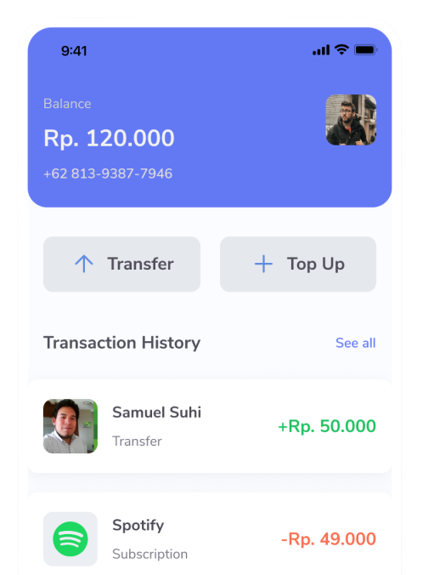 9:41
Balance
Rp. 120.000
+62 813-9387-7946
Transfer
Top Up
Transaction History
See all
Samuel Suhi
Transfer
+Rp. 50.000
Spotify
Subscription
-Rp. 49.000